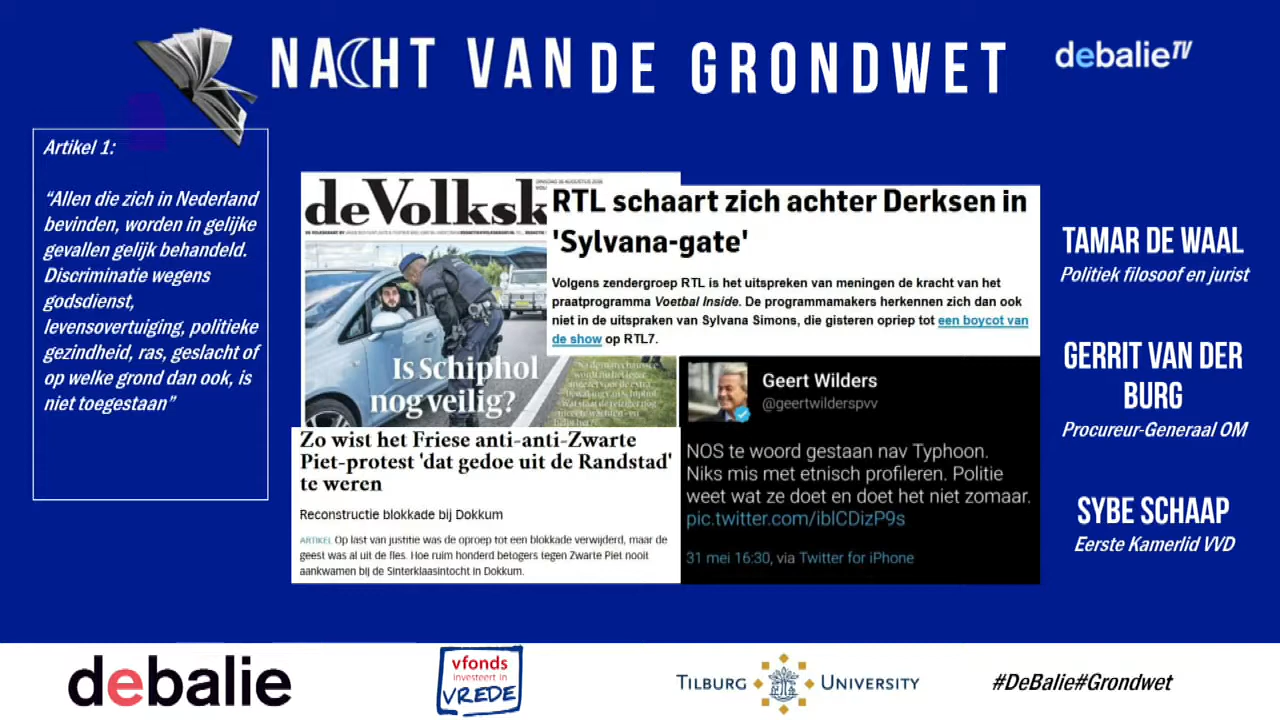 NACHT VAN DE GRONDWET
debalie TV
Artikel 1:
“Allen die zich in Nederland
bevinden, worden in gelijke
gevallen gelijk behandeld.
Discriminatie wegens
godsdienst,
levensovertuiging, politieke
gezindheid, ras, geslacht of
op welke grond dan ook, is
niet toegestaan”
de Volksk
Is Schiphol
nog veilig?
RTL schaart zich achter Derksen in
'Sylvana-gate'
Volgens zendergroep RTL is het uitspreken van meningen de kracht van het
praatprogramma Voetbal Inside. De programmamakers herkennen zich dan ook
niet in de uitspraken van Sylvana Simons, die gisteren opriep tot een boycot van
de show op RTL7.
Zo wist het Friese anti-anti-Zwarte
Piet-protest 'dat gedoe uit de Randstad'
te weren
Reconstructie blokkade bij Dokkum
ARTIKEL Op last van justitie was de oproep tot een blokkade verwijderd, maar de
geest was al uit de fles. Hoe ruim honderd betogers tegen Zwarte Piet nooit
aankwamen bij de Sinterklaasintocht in Dokkum.
Geert Wilders
@geertwilderspvv
NOS te woord gestaan nav Typhoon.
Niks mis met etnisch profileren. Politie
weet wat ze doet en doet het niet zomaar.
pic.twitter.com/iblCDizP9s
31 mei 16:30, via Twitter for iPhone
TAMAR DE WAAL
Politiek filosoof en jurist
GERRIT VAN DER
BURG
Procureur-Generaal OM
SYBE SCHAAP
Eerste Kamerlid VVD
debalie
vfonds
investeert in
VREDE
TILBURG UNIVERSITY
#DeBalie#Grondwet